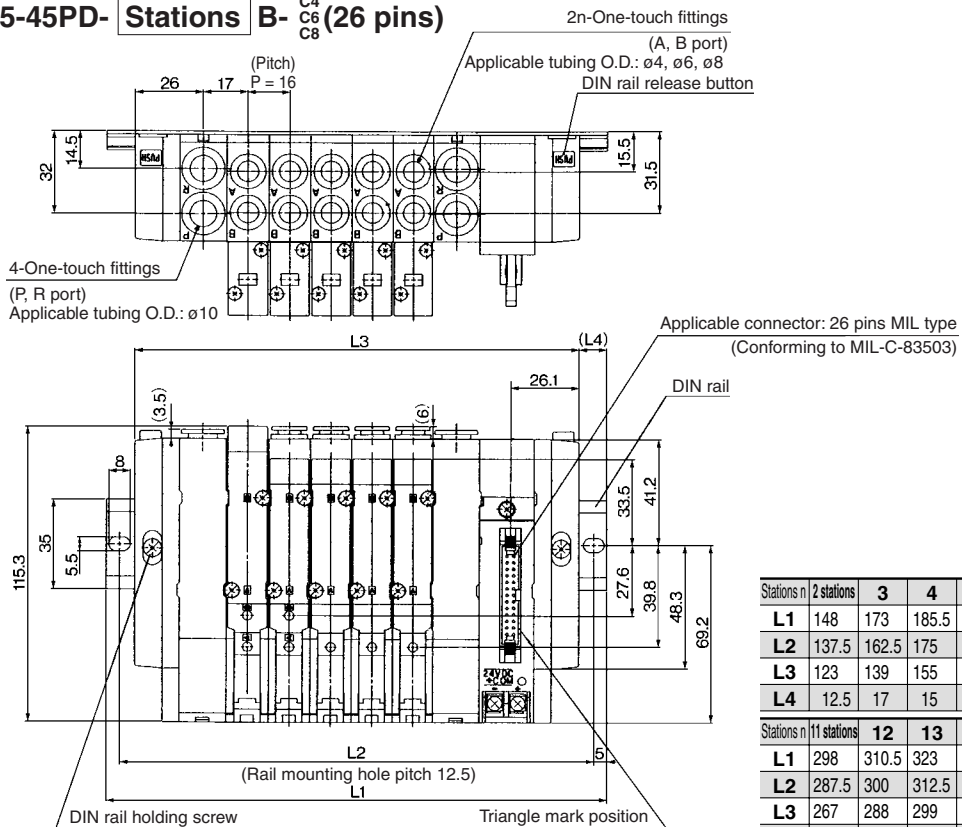 5-45PD- Stations B- C4 C6 C8 (26 pins)
2n-One-touch fittings
(A, B port)
Applicable tubing O.D.: ø4, ø6, ø8
DIN rail release button
(Pitch)
26 17 P = 16
32 14.5 PUSH PUSH 15.5 31.5
R A A A A A R
P B B B B B P
4-One-touch fittings
(P, R port)
Applicable tubing O.D.: ø10
Applicable connector: 26 pins MIL type
(Conforming to MIL-C-83503)
L3 (L4)
26.1
DIN rail
(3.5) (6)
8
115.3 35 5.5
33.5 41.2
27.6 39.8 48.3 69.2
24VDC
+COM
- +
L2 5
(Rail mounting hole pitch 12.5)
L1
DIN rail holding screw
Triangle mark position
Stations n 2 stations 3 4
L1 148 173 185.5
L2 137.5 162.5 175
L3 123 139 155
L4 12.5 17 15
Stations n 11 stations 12 13
L1 298 310.5 323
L2 287.5 300 312.5
L3 267 288 299